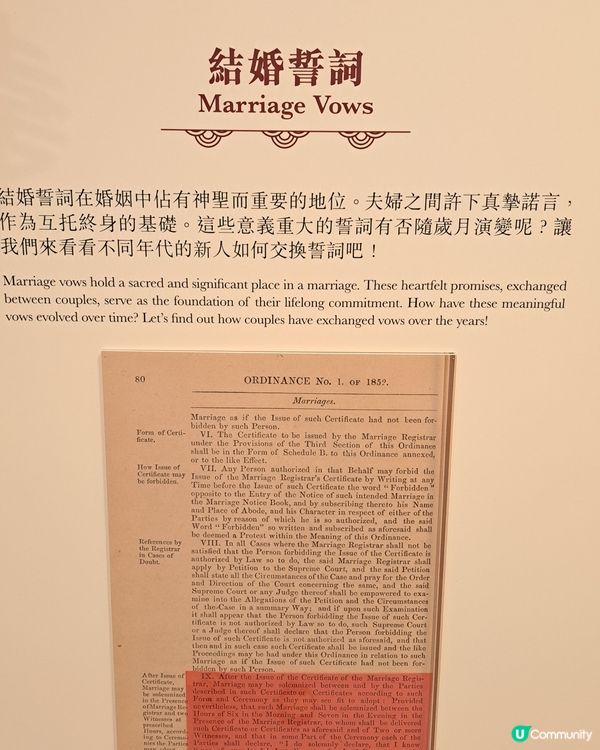 結婚誓詞
Marriage Vows
結婚誓詞在婚姻中佔有神聖而重要的地位。夫婦之間許下真摯諾言，
作為互托終身的基礎。這些意義重大的誓詞有否隨歲月演變呢？讓
我們來看看不同年代的新人如何交換誓詞吧！
Marriage vows hold a sacred and significant place in a marriage. These heartfelt promises, exchanged
between couples, serve as the foundation of their lifelong commitment. How have these meaningful
vows evolved over time? Let's find out how couples have exchanged vows over the years!
80
ORDINANCE No. 1. OF 1852.
Marriages.
Marriage as if the Issue of such Certificate had not been for-
bidden by such Person.
Form of Certi-
ficate.
VI. The Certificate to be issued by the Marriage Registrar
under the Provisions of the Third Section of this Ordinance
shall be in the Form of Schedule B. to this Ordinance annexed,
or to the like Effect.
How Issue of
Certificate may
be forbidden.
VII. Any Person authorized in that Behalf may forbid the
Issue of the Marriage Registrar's Certificate by Writing at any
Time before the Issue of such Certificate the word "Forbidden"
opposite to the Entry of the Notice of such intended Marriage in
the Marriage Notice Book, and by subscribing thereto his Name
and Place of Abode, and his Character in respect of either of the
Parties by reason of which he is so authorized, and the said
Word "Forbidden" so written and subscribed as aforesaid shall
be deemed a Protest within the Meaning of this Ordinance.
References by
the Registrar
in Cases of
Doubt.
VIII. In all Cases where the Marriage Registrar shall not be
satisfied that the Person forbidding the Issue of the Certificate is
authorized by Law so to do, the said Marriage Registrar shall
apply by Petition to the Supreme Court, and the said Petition
shall state all the Circumstances of the Case and pray for the Order
and Direction of the Court concerning the same, and the said
Supreme Court or any Judge thereof shall be empowered to exa-
mine into the Allegations of the Petition and the Circumstances
of the Case in a summary Way; and if upon such Examination
it shall appear that the Person forbidding the Issue of such Cer-
tificate is not authorized by Law so to do, such Supreme Court
or a Judge thereof shall declare that the Person forbidding the
Issue of such Certificate is not authorized as aforesaid, and that
then and in such case such Certificate shall be issued and the like
Proceedings may be had under this Ordinance in relation to such
Marriage as if the Issue of such Certificate had not been for-
bidden by such Person.
After Issue of
Certificate,
Marriage may
be solemnized
in the Presence
of Marriage Re-
gistrar and two
Witnesses at
prescribed
Hours, accord-
ing to Ceremo-
nies the Parties
IX. After the Issue of the Certificate of the Marriage Regis-
trar, Marriage may be solemnized between and by the Parties
described in such Certificate or Certificates according to such
Form and Ceremony as they may see fit to adopt: Provided
nevertheless, that such Marriage shall be solemnized between the
Hours of Six in the Morning and Seven in the Evening in the
Presence of the Marriage Registrar, to whom shall be delivered
such Certificate or Certificates as aforesaid and of Two or more
Witnesses, and that in some Part of the Ceremony each of the
Parties shall declare, "I do solemnly declare, that I know
U Community